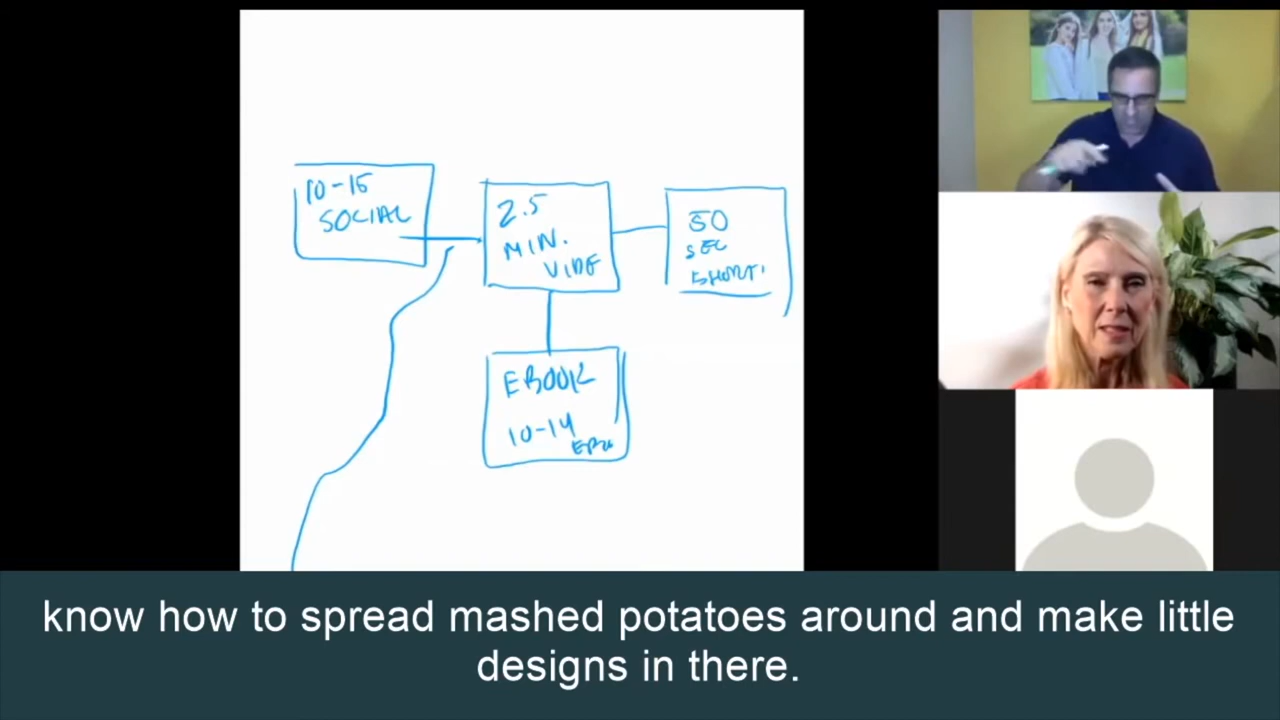 10-15
SOCIAL
2.5
MIN.
VIDE
50
SEC
SHORT
EBOOK
10-14
know how to spread mashed potatoes around and make little
designs in there.